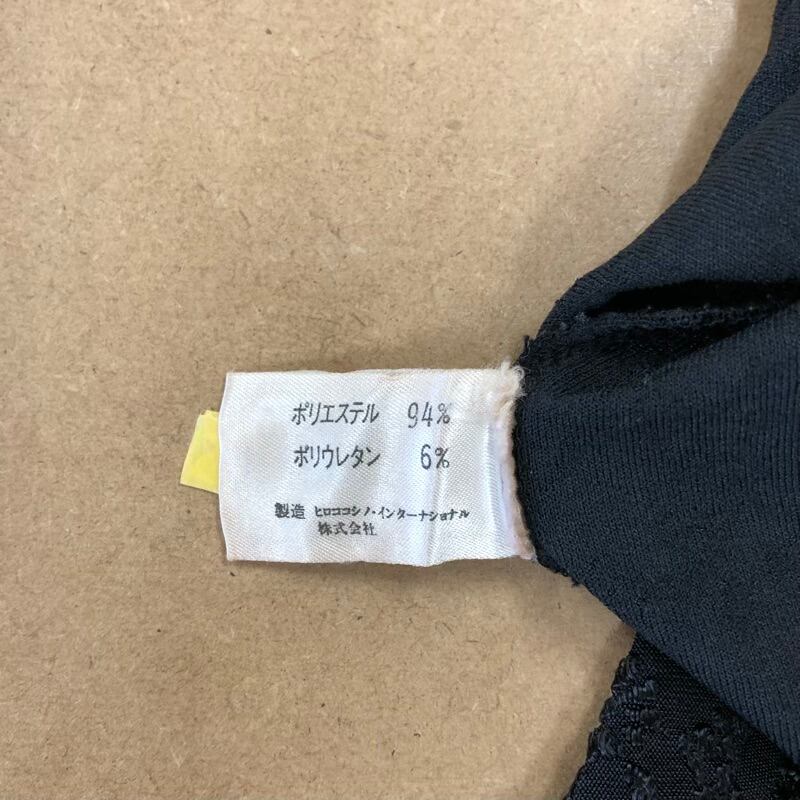 ポリエステル 94%
ポリウレタン 6%
製造 ヒロココシノ・インターナショナル
株式会社